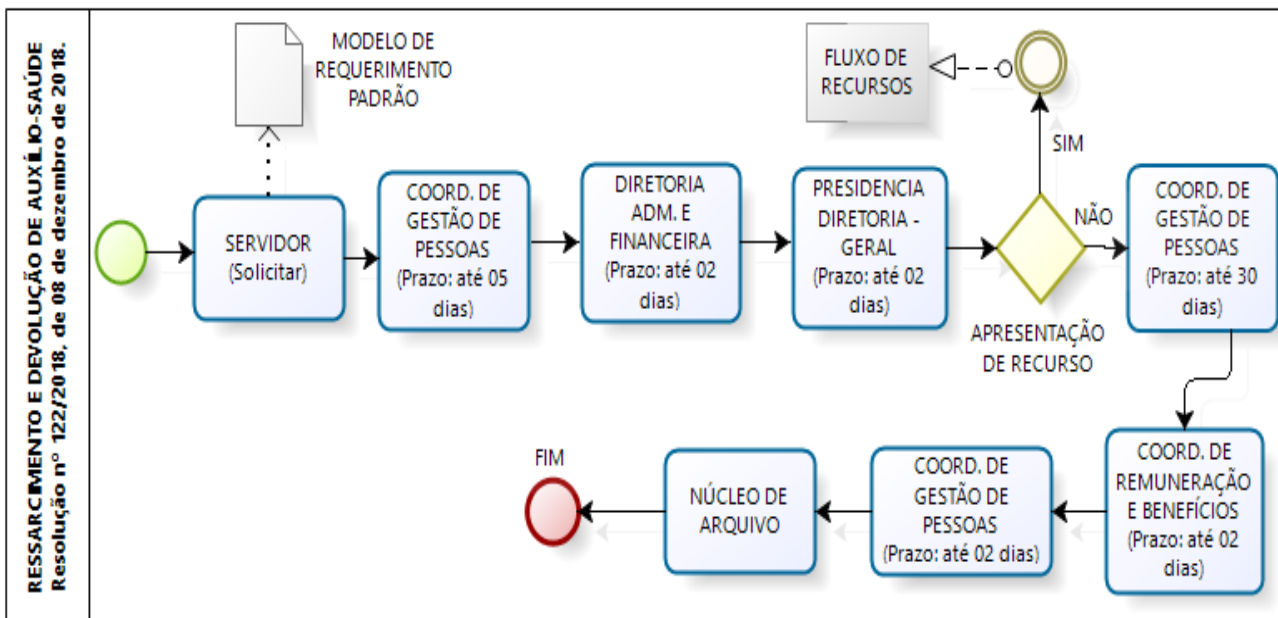 RESSARCIMENTO E DEVOLUÇÃO DE AUXÍLIO-SAÚDE
Resolução nº 122/2018, de 08 de dezembro de 2018.
MODELO DE
REQUERIMENTO
PADRÃO
FLUXO DE
RECURSOS
SIM
SERVIDOR
(Solicitar)
COORD. DE
GESTÃO DE
PESSOAS
(Prazo: até 05
dias)
DIRETORIA
ADM. E
FINANCEIRA
(Prazo: até 02
dias)
PRESIDENCIA
DIRETORIA -
GERAL
(Prazo: até 02
dias)
APRESENTAÇÃO
DE RECURSO
NÃO
COORD. DE
GESTÃO DE
PESSOAS
(Prazo: até 30
dias)
COORD. DE
REMUNERAÇÃO
E BENEFÍCIOS
(Prazo: até 02
dias)
COORD. DE
GESTÃO DE
PESSOAS
(Prazo: até 02 dias)
NÚCLEO DE
ARQUIVO
FIM